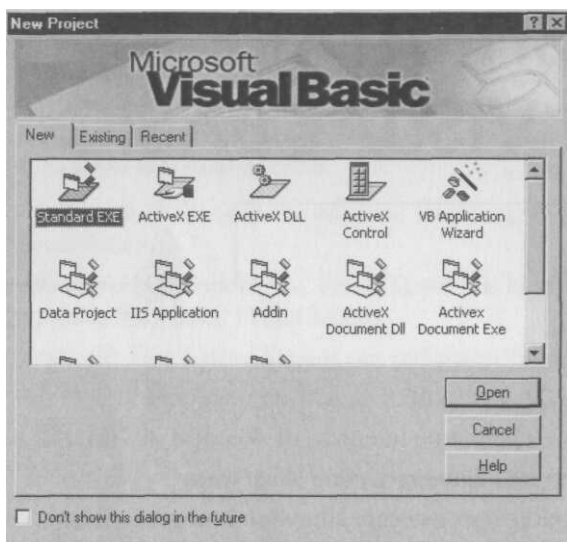 New Project
Microsoft
Visual Basic
New
Existing
Recent
Standard EXE
ActiveX EXE
ActiveX DLL
ActiveX
Control
VB Application
Wizard
Data Project
IIS Application
Addin
ActiveX
Document Dll
Activex
Document Exe
Open
Cancel
Help
Don't show this dialog in the future